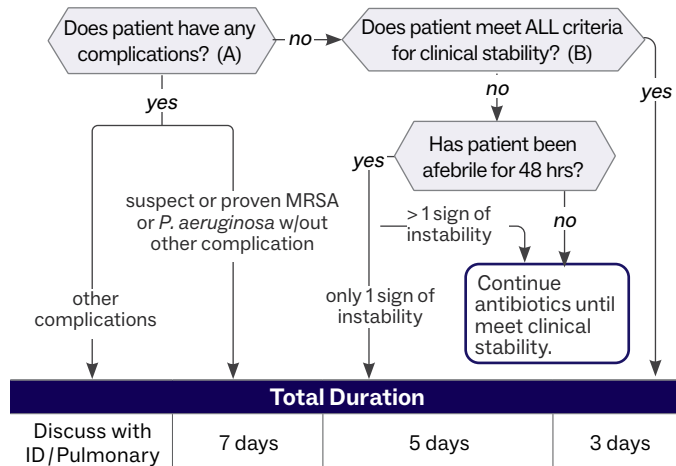 Does patient have any
complications? (A)
no
Does patient meet ALL criteria
for clinical stability? (B)
yes
no
yes
Has patient been
afebrile for 48 hrs?
yes
no
suspect or proven MRSA
or P. aeruginosa w/out
other complication
> 1 sign of
instability
other
complications
only 1 sign of
instability
Continue
antibiotics until
meet clinical
stability.
Total Duration
Discuss with
ID/Pulmonary
7 days
5 days
3 days